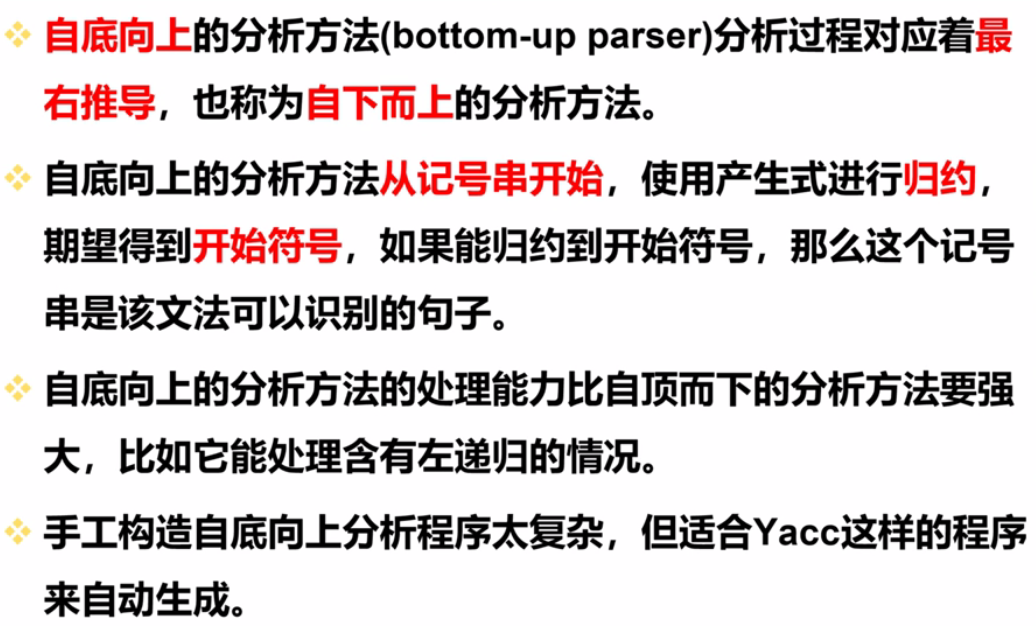 自底向上的分析方法(bottom-up parser)分析过程对应着最
右推导，也称为自下而上的分析方法。
自底向上的分析方法从记号串开始，使用产生式进行归约，
期望得到开始符号，如果能归约到开始符号，那么这个记号
串是该文法可以识别的句子。
自底向上的分析方法的处理能力比自顶而下的分析方法要强
大，比如它能处理含有左递归的情况。
手工构造自底向上分析程序太复杂，但适合Yacc这样的程序
来自动生成。